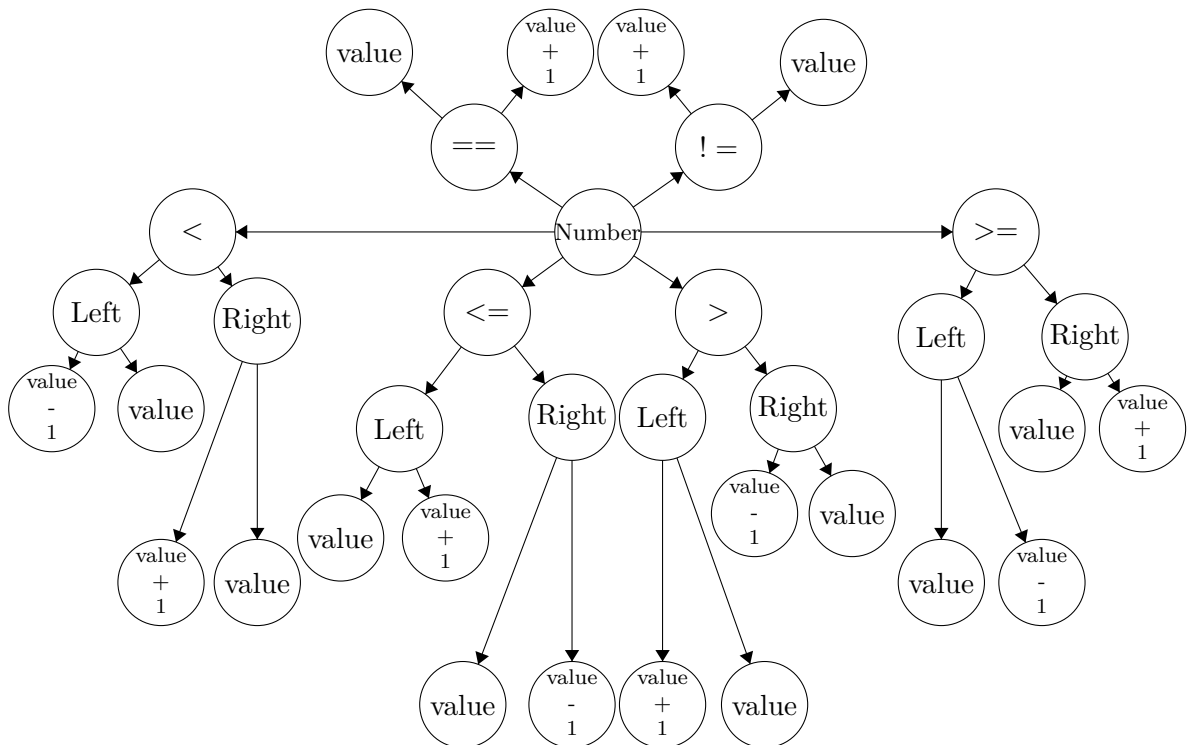 value
value
+
1
value
+
1
value
==
! =
<
Number
>=
Left
Right
<=
>
Left
Right
value
-
1
value
Left
Right
Left
Right
value
value
+
1
value
value
+
1
value
-
1
value
value
+
1
value
value
value
-
1
value
value
-
1
value
+
1
value